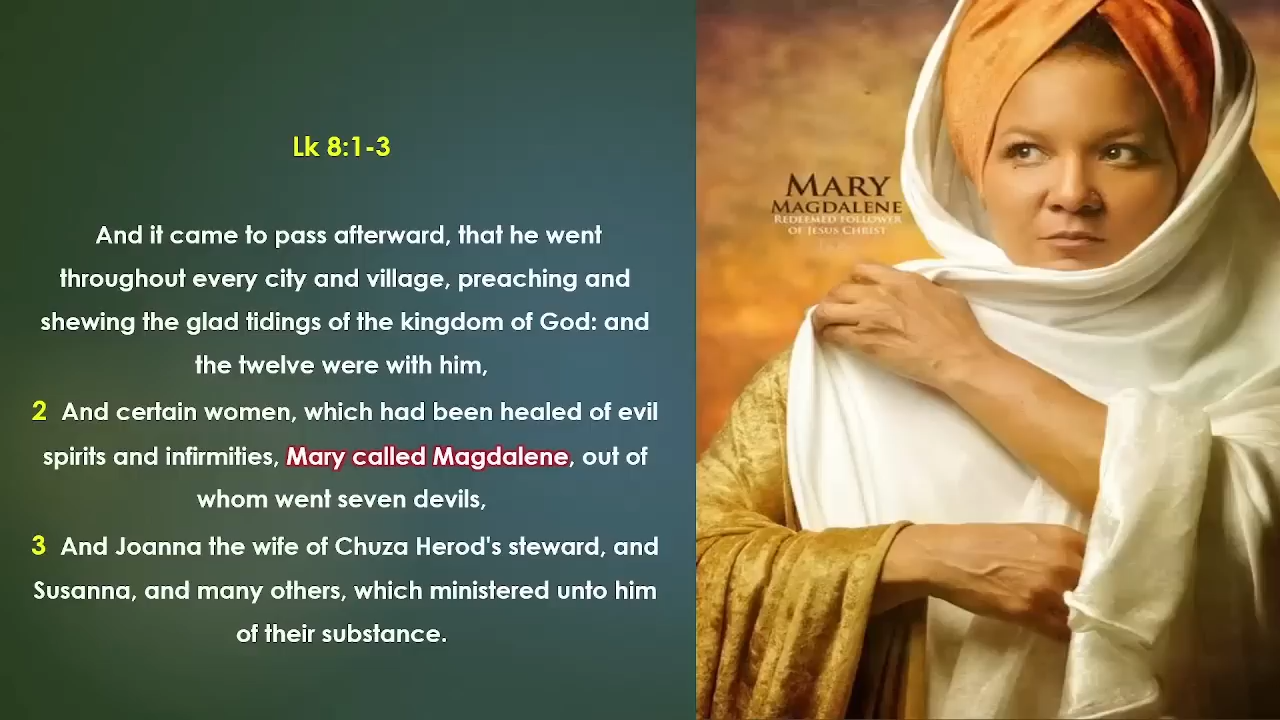 Lk 8:1-3
And it came to pass afterward, that he went
throughout every city and village, preaching and
shewing the glad tidings of the kingdom of God: and
the twelve were with him,
2 And certain women, which had been healed of evil
spirits and infirmities, Mary called Magdalene, out of
whom went seven devils,
3 And Joanna the wife of Chuza Herod's steward, and
Susanna, and many others, which ministered unto him
of their substance.
MARY
MAGDALENE
REDEEMED FOLLOWER
OF JESUS CHRIST